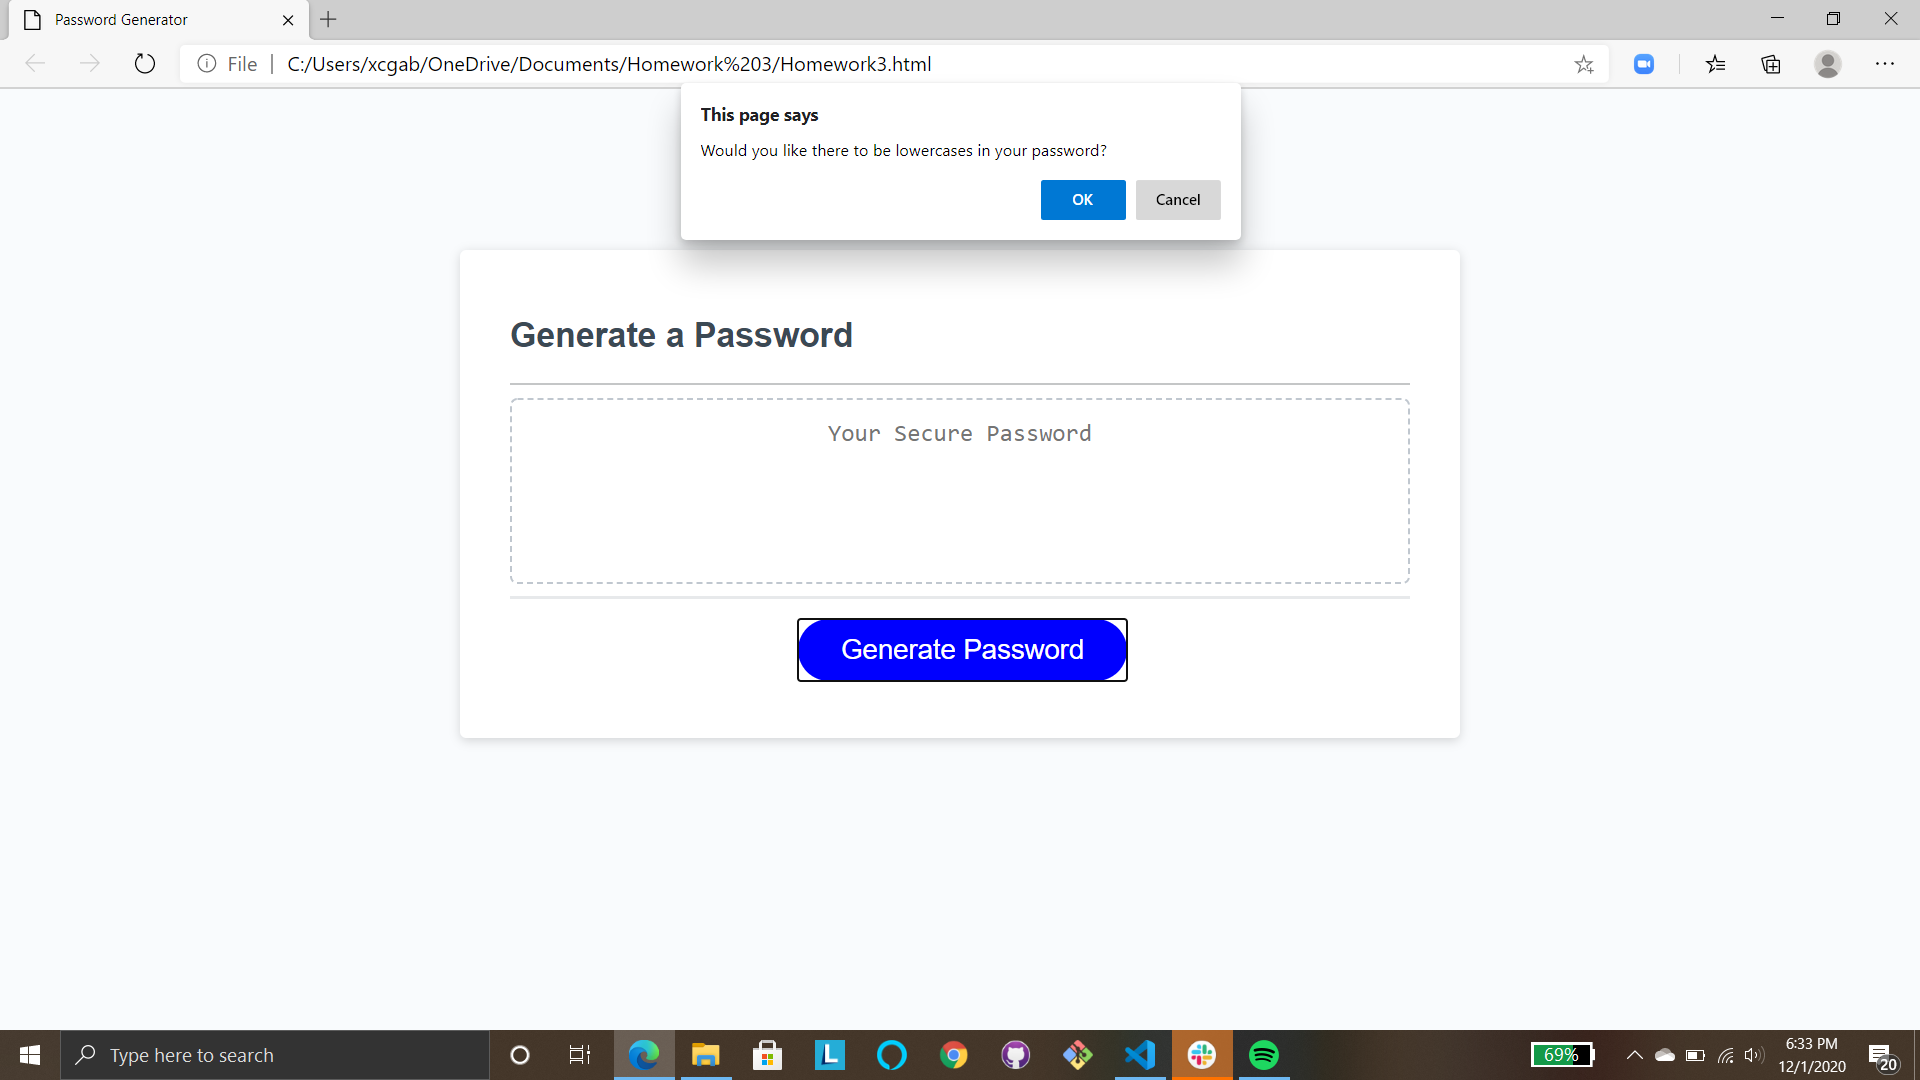 Password Generator
File
C:/Users/xcgab/OneDrive/Documents/Homework%203/Homework3.html
This page says
Would you like there to be lowercases in your password?
OK
Cancel
Generate a Password
Your Secure Password
Generate Password
Type here to search
L
69%
6:33 PM
12/1/2020
20